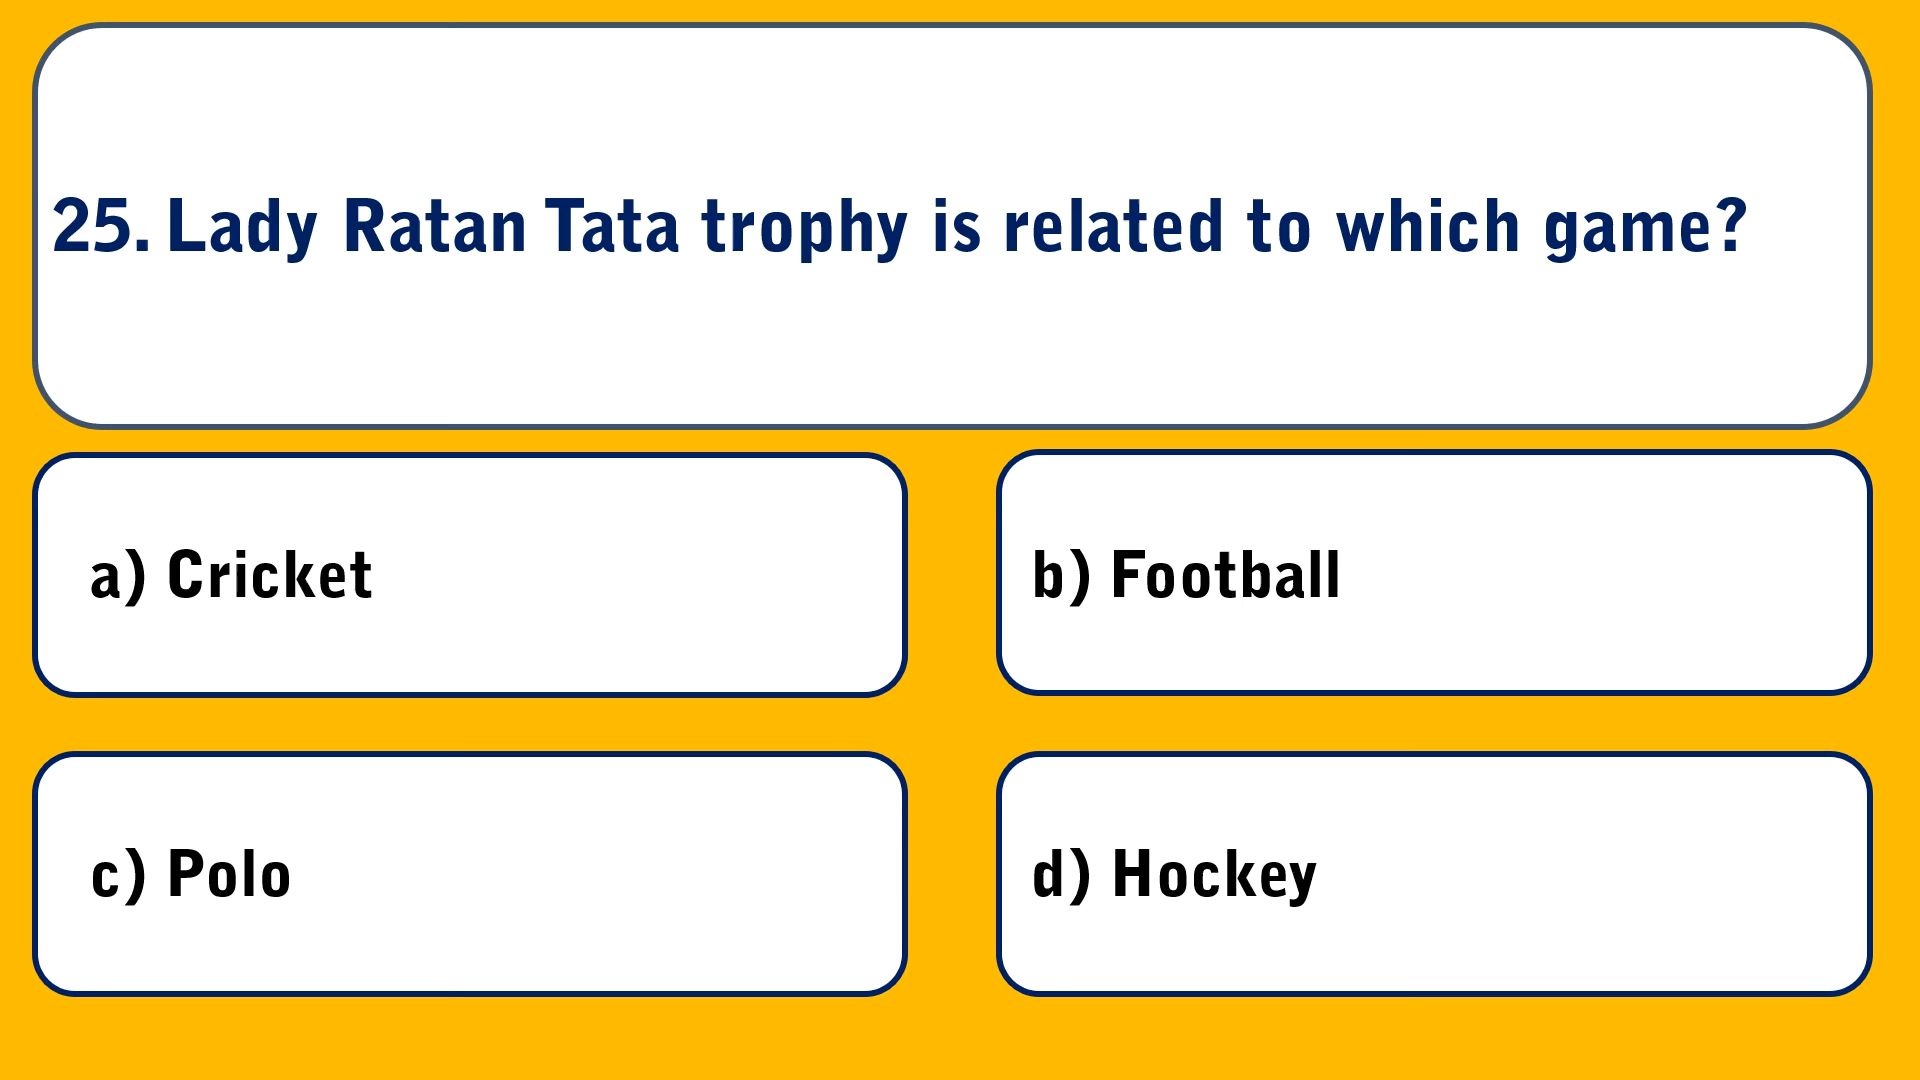 25. Lady Ratan Tata trophy is related to which game?
a) Cricket
b) Football
c) Polo
d) Hockey